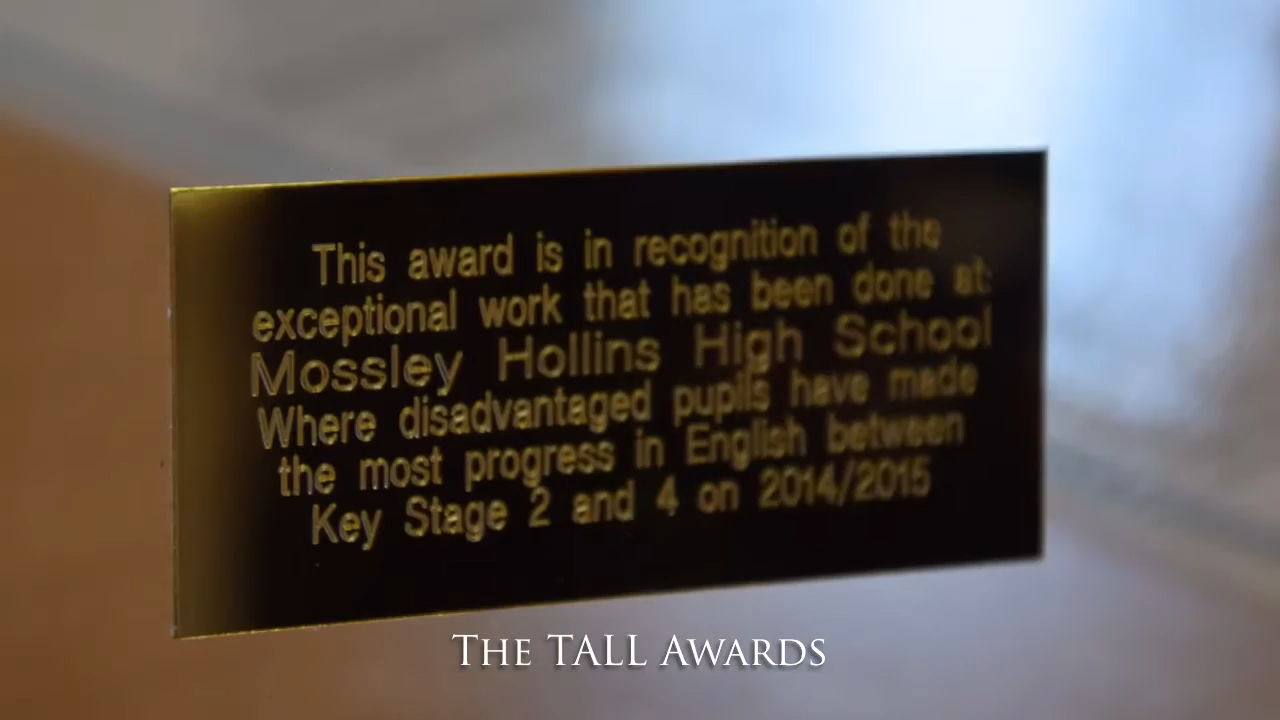 This award is in recognition of the
exceptional work that has been done at:
Mossley Hollins High School
Where disadvantaged pupils have made
the most progress in English between
Key Stage 2 and 4 on 2014/2015
THE TALL AWARDS